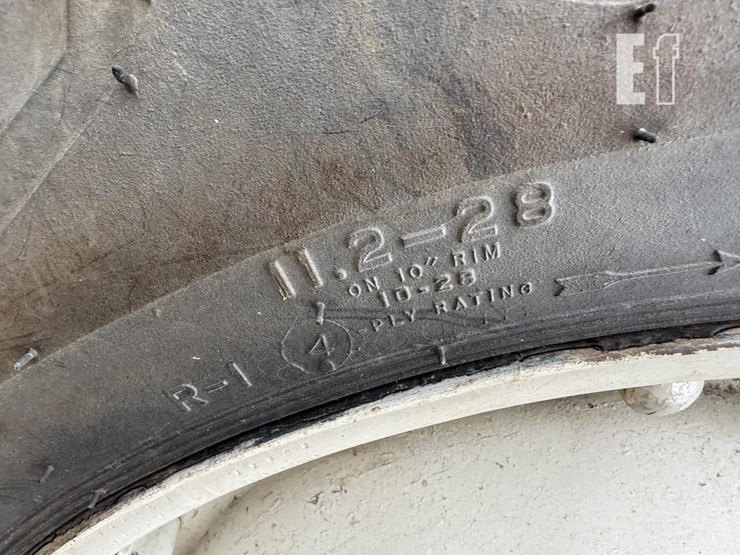 Ef
11.2-28
ON 10" RIM
10-28
R-1 4 -PLY RATING